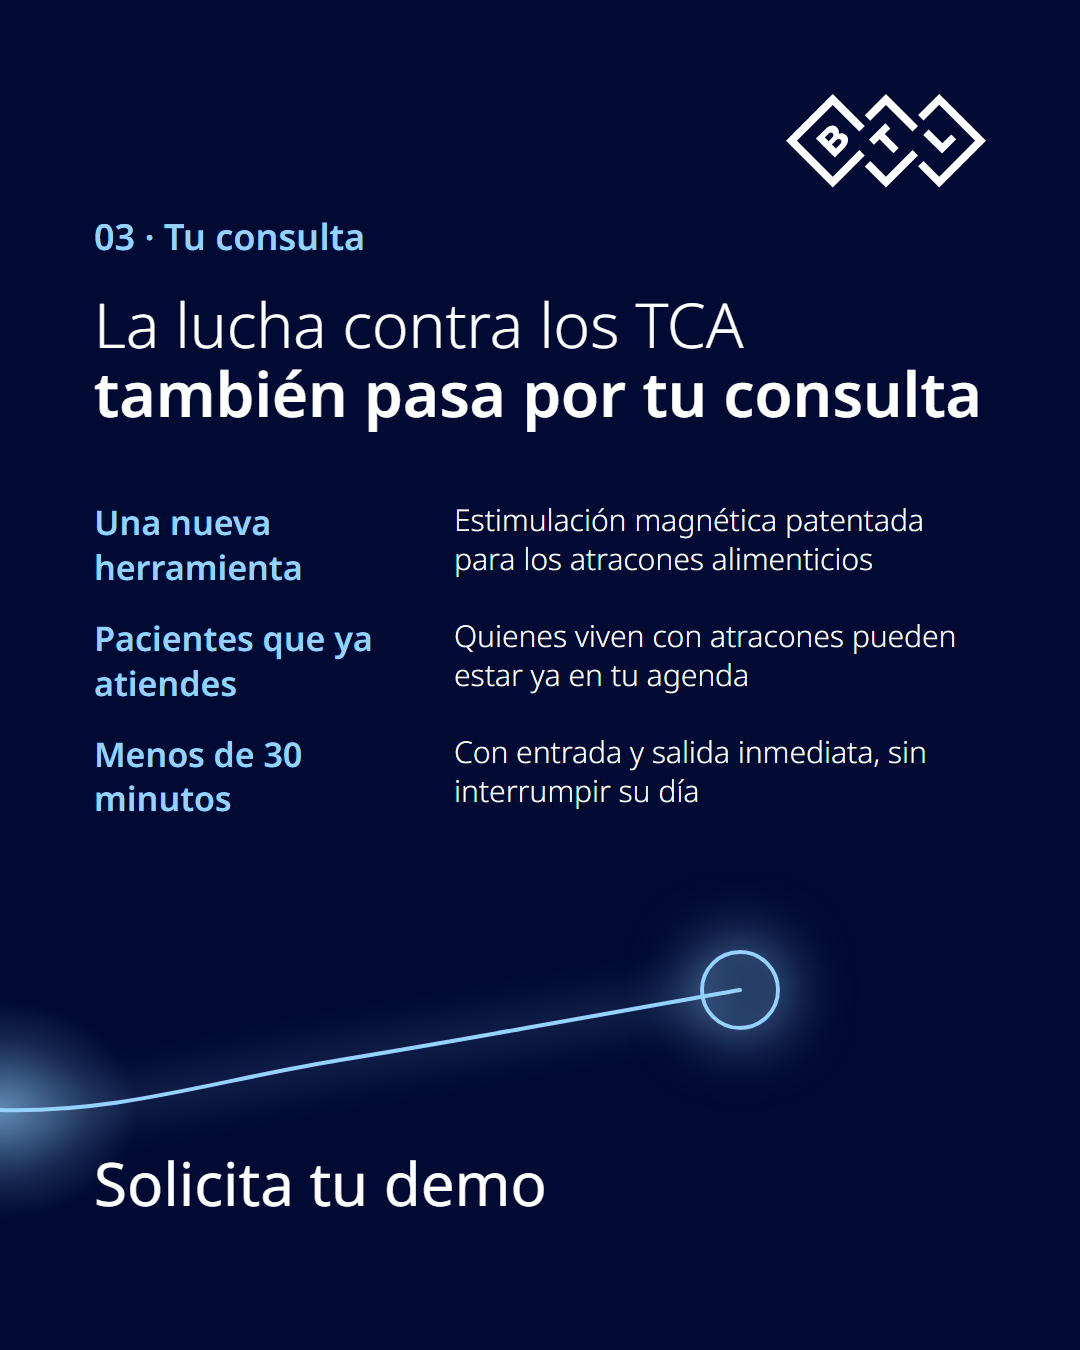 BTL
03 · Tu consulta
La lucha contra los TCA
también pasa por tu consulta
Una nueva
herramienta
Estimulación magnética patentada
para los atracones alimenticios
Pacientes que ya
atiendes
Quienes viven con atracones pueden
estar ya en tu agenda
Menos de 30
minutos
Con entrada y salida inmediata, sin
interrumpir su día
Solicita tu demo